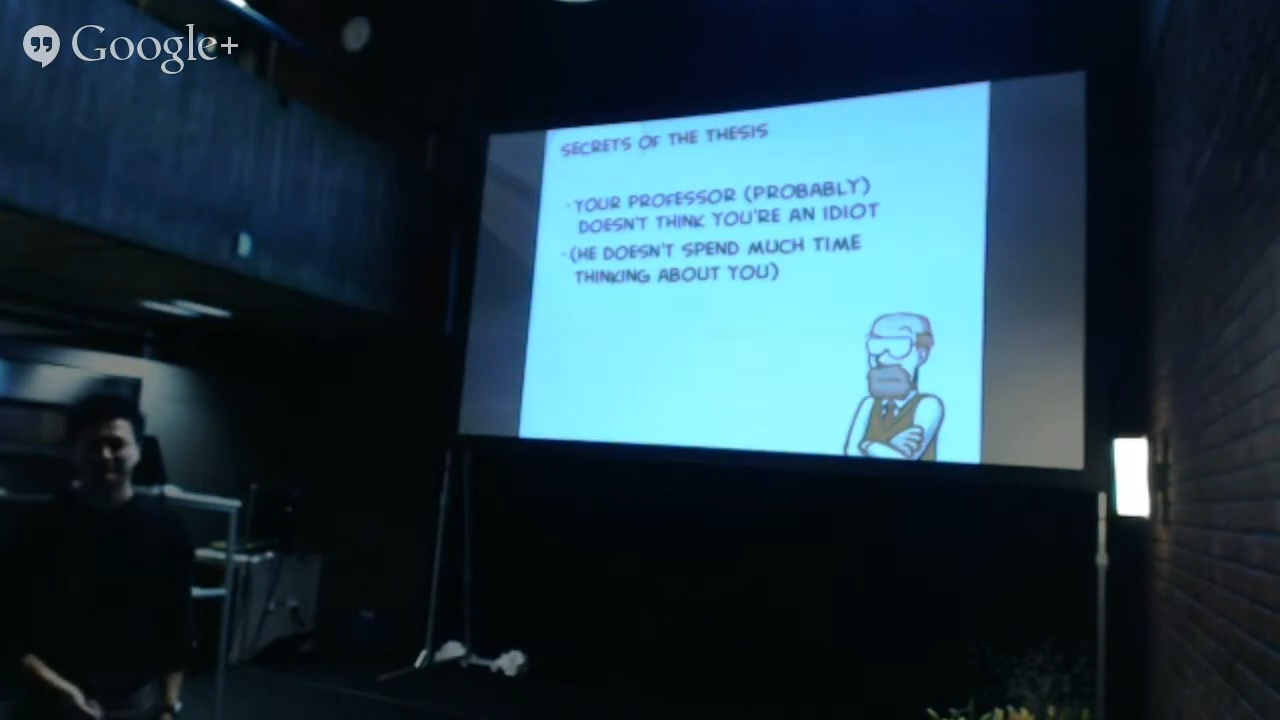 Google+
SECRETS OF THE THESIS
· YOUR PROFESSOR (PROBABLY)
DOESN'T THINK YOU'RE AN IDIOT
· (HE DOESN'T SPEND MUCH TIME
THINKING ABOUT YOU)